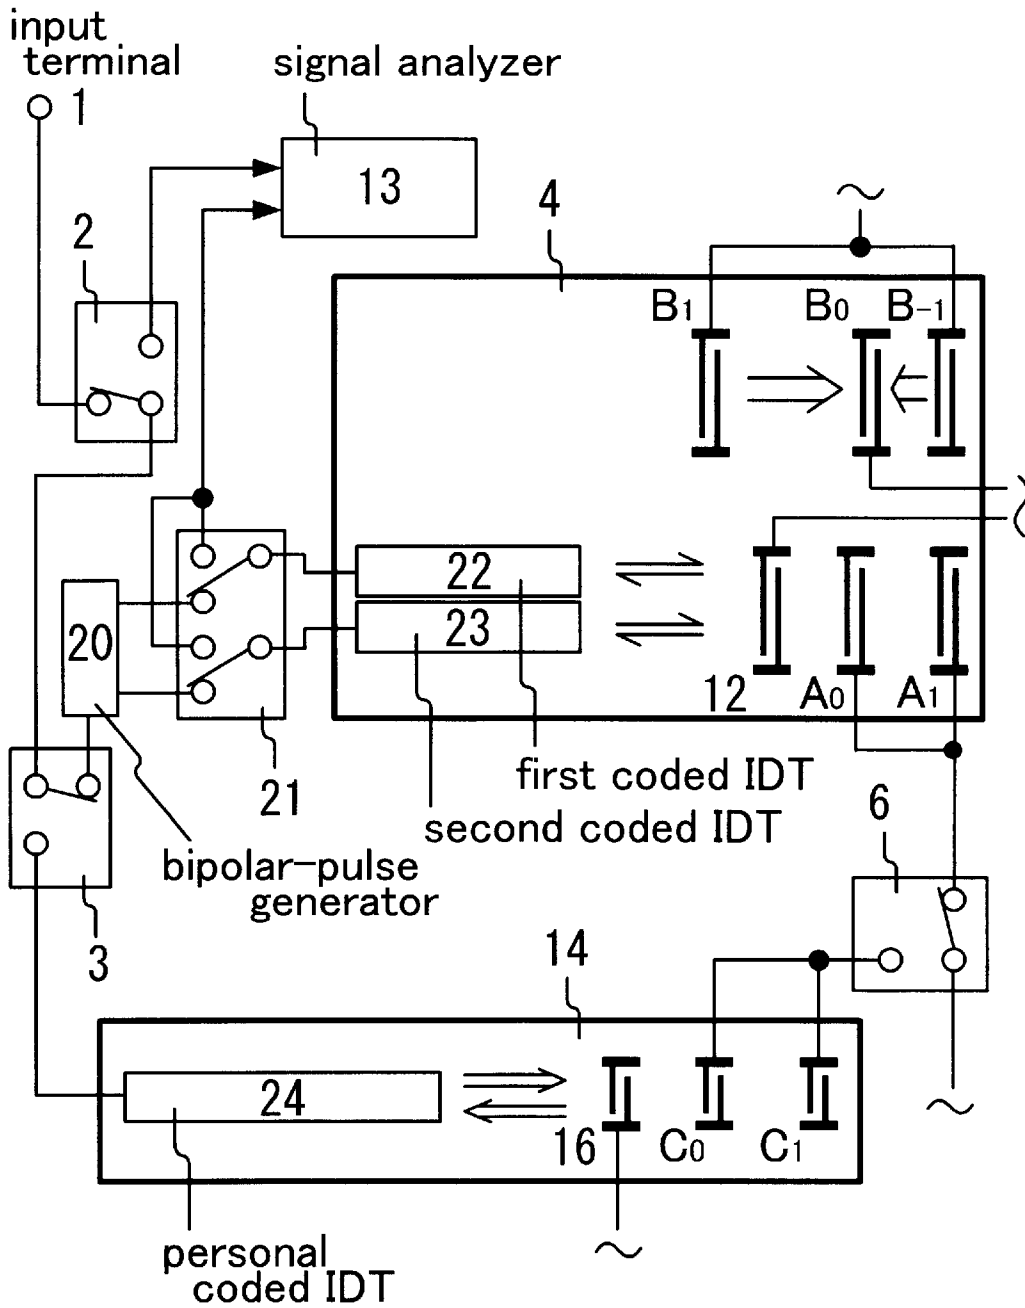 input
terminal
1
signal analyzer
13
2
4
B1
B0
B-1
22
23
20
12
A0
A1
21
first coded IDT
second coded IDT
6
bipolar-pulse
generator
3
14
24
16
C0
C1
personal
coded IDT